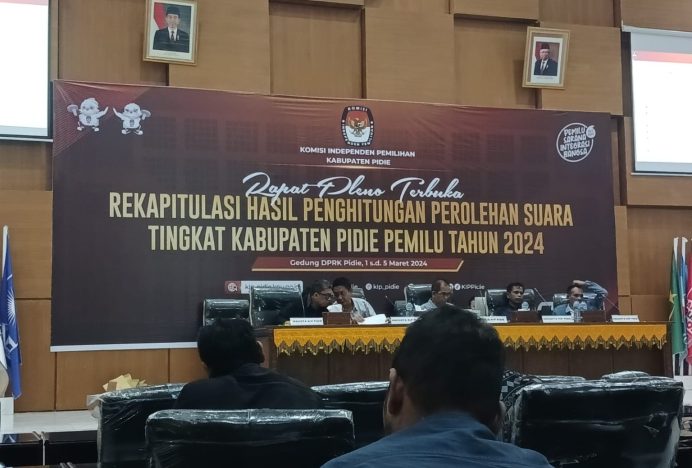 KOMISI INDEPENDEN PEMILIHAN
KABUPATEN PIDIE
PEMILU
SARANA
INTEGRASI
BANGSA
Rapat Pleno Terbuka
REKAPITULASI HASIL PENGHITUNGAN PEROLEHAN SUARA
TINGKAT KABUPATEN PIDIE PEMILU TAHUN 2024
Gedung DPRK Pidie, 1 s.d. 5 Maret 2024
kip_pidie
KIPPidie